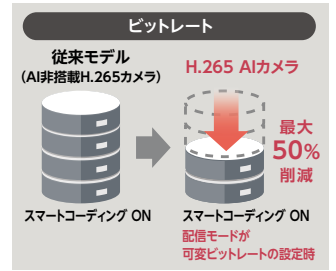 ビットレート
従来モデル
(AI非搭載H.265カメラ)
スマートコーディング ON
H.265 AIカメラ
最大
50%
削減
スマートコーディング ON
配信モードが
可変ビットレートの設定時